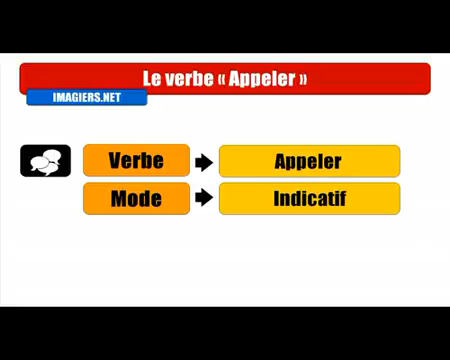 Le verbe « Appeler »
IMAGIERS.NET
Verbe Appeler
Mode Indicatif